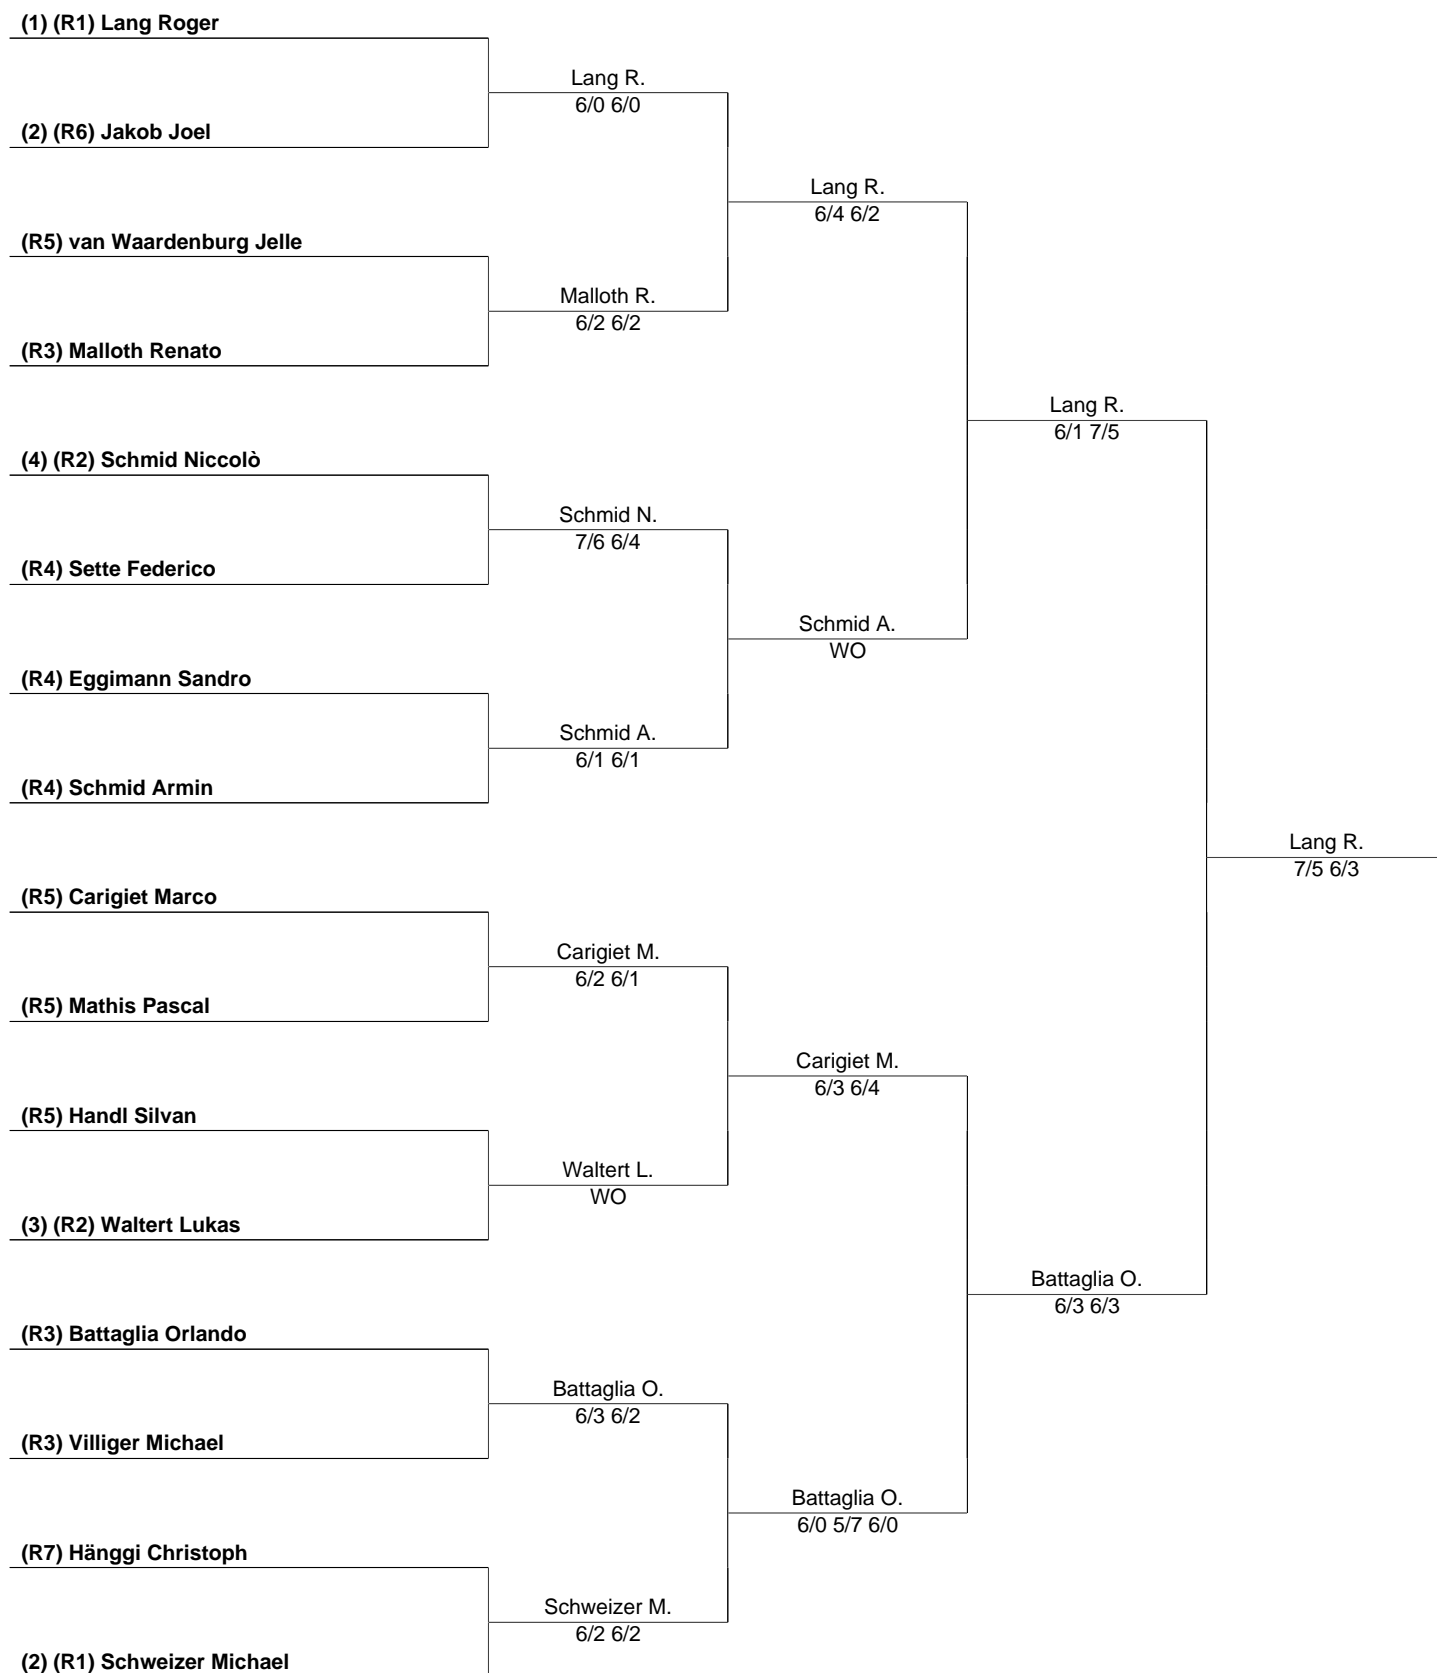 (1) (R1) Lang Roger
Lang R.
6/0 6/0
(2) (R6) Jakob Joel
Lang R.
6/4 6/2
(R5) van Waardenburg Jelle
Malloth R.
6/2 6/2
(R3) Malloth Renato
Lang R.
6/1 7/5
(4) (R2) Schmid Niccolò
Schmid N.
7/6 6/4
(R4) Sette Federico
Schmid A.
WO
(R4) Eggimann Sandro
Schmid A.
6/1 6/1
(R4) Schmid Armin
Lang R.
7/5 6/3
(R5) Carigiet Marco
Carigiet M.
6/2 6/1
(R5) Mathis Pascal
Carigiet M.
6/3 6/4
(R5) Handl Silvan
Waltert L.
WO
(3) (R2) Waltert Lukas
Battaglia O.
6/3 6/3
(R3) Battaglia Orlando
Battaglia O.
6/3 6/2
(R3) Villiger Michael
Battaglia O.
6/0 5/7 6/0
(R7) Hänggi Christoph
Schweizer M.
6/2 6/2
(2) (R1) Schweizer Michael